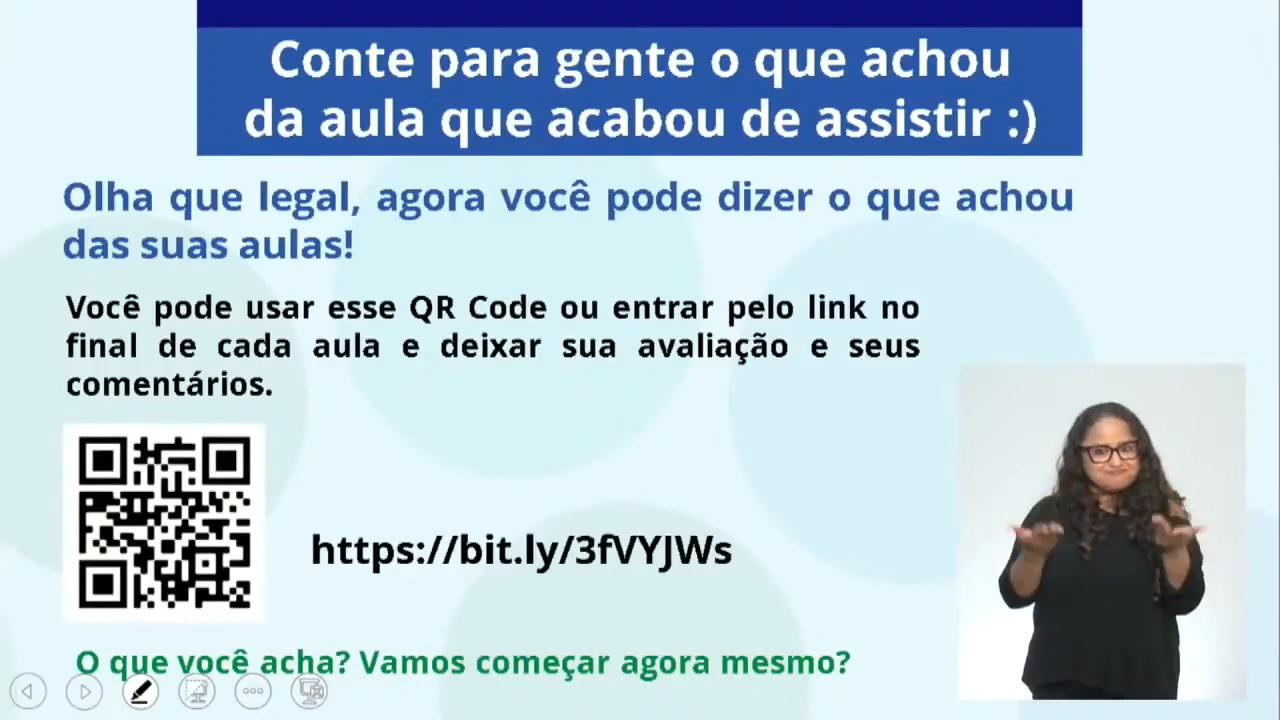 Conte para gente o que achou
da aula que acabou de assistir :)
Olha que legal, agora você pode dizer o que achou
das suas aulas!
Você pode usar esse QR Code ou entrar pelo link no
final de cada aula e deixar sua avaliação e seus
comentários.
https://bit.ly/3fVYJWs
O que você acha? Vamos começar agora mesmo?